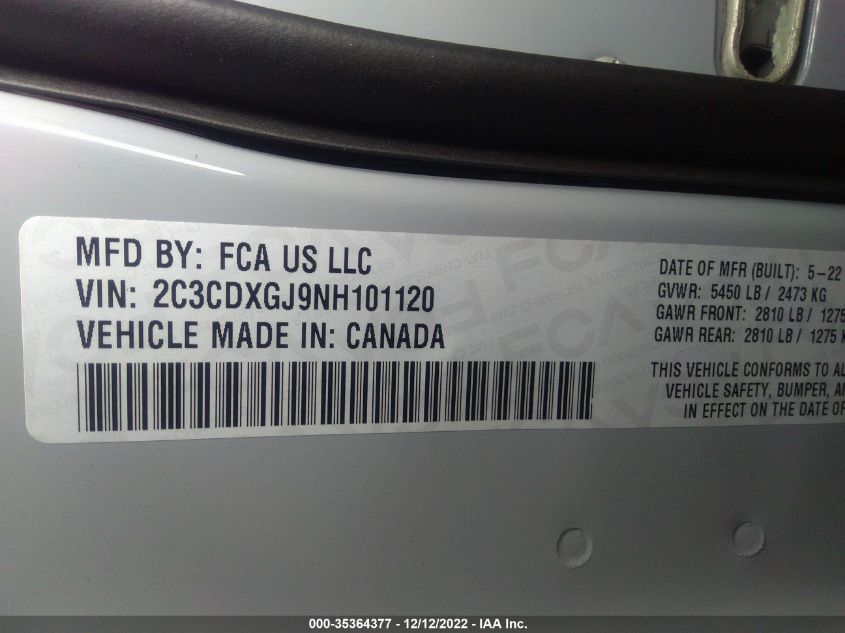 MFD BY: FCA US LLC
VIN: 2C3CDXGJ9NH101120
VEHICLE MADE IN: CANADA
DATE OF MFR (BUILT): 5-22
GVWR: 5450 LB / 2473 KG
GAWR FRONT: 2810 LB / 1275
GAWR REAR: 2810 LB / 1275 K
THIS VEHICLE CONFORMS TO AL
VEHICLE SAFETY, BUMPER, AN
IN EFFECT ON THE DATE OF
000-35364377 - 12/12/2022 - IAA Inc.